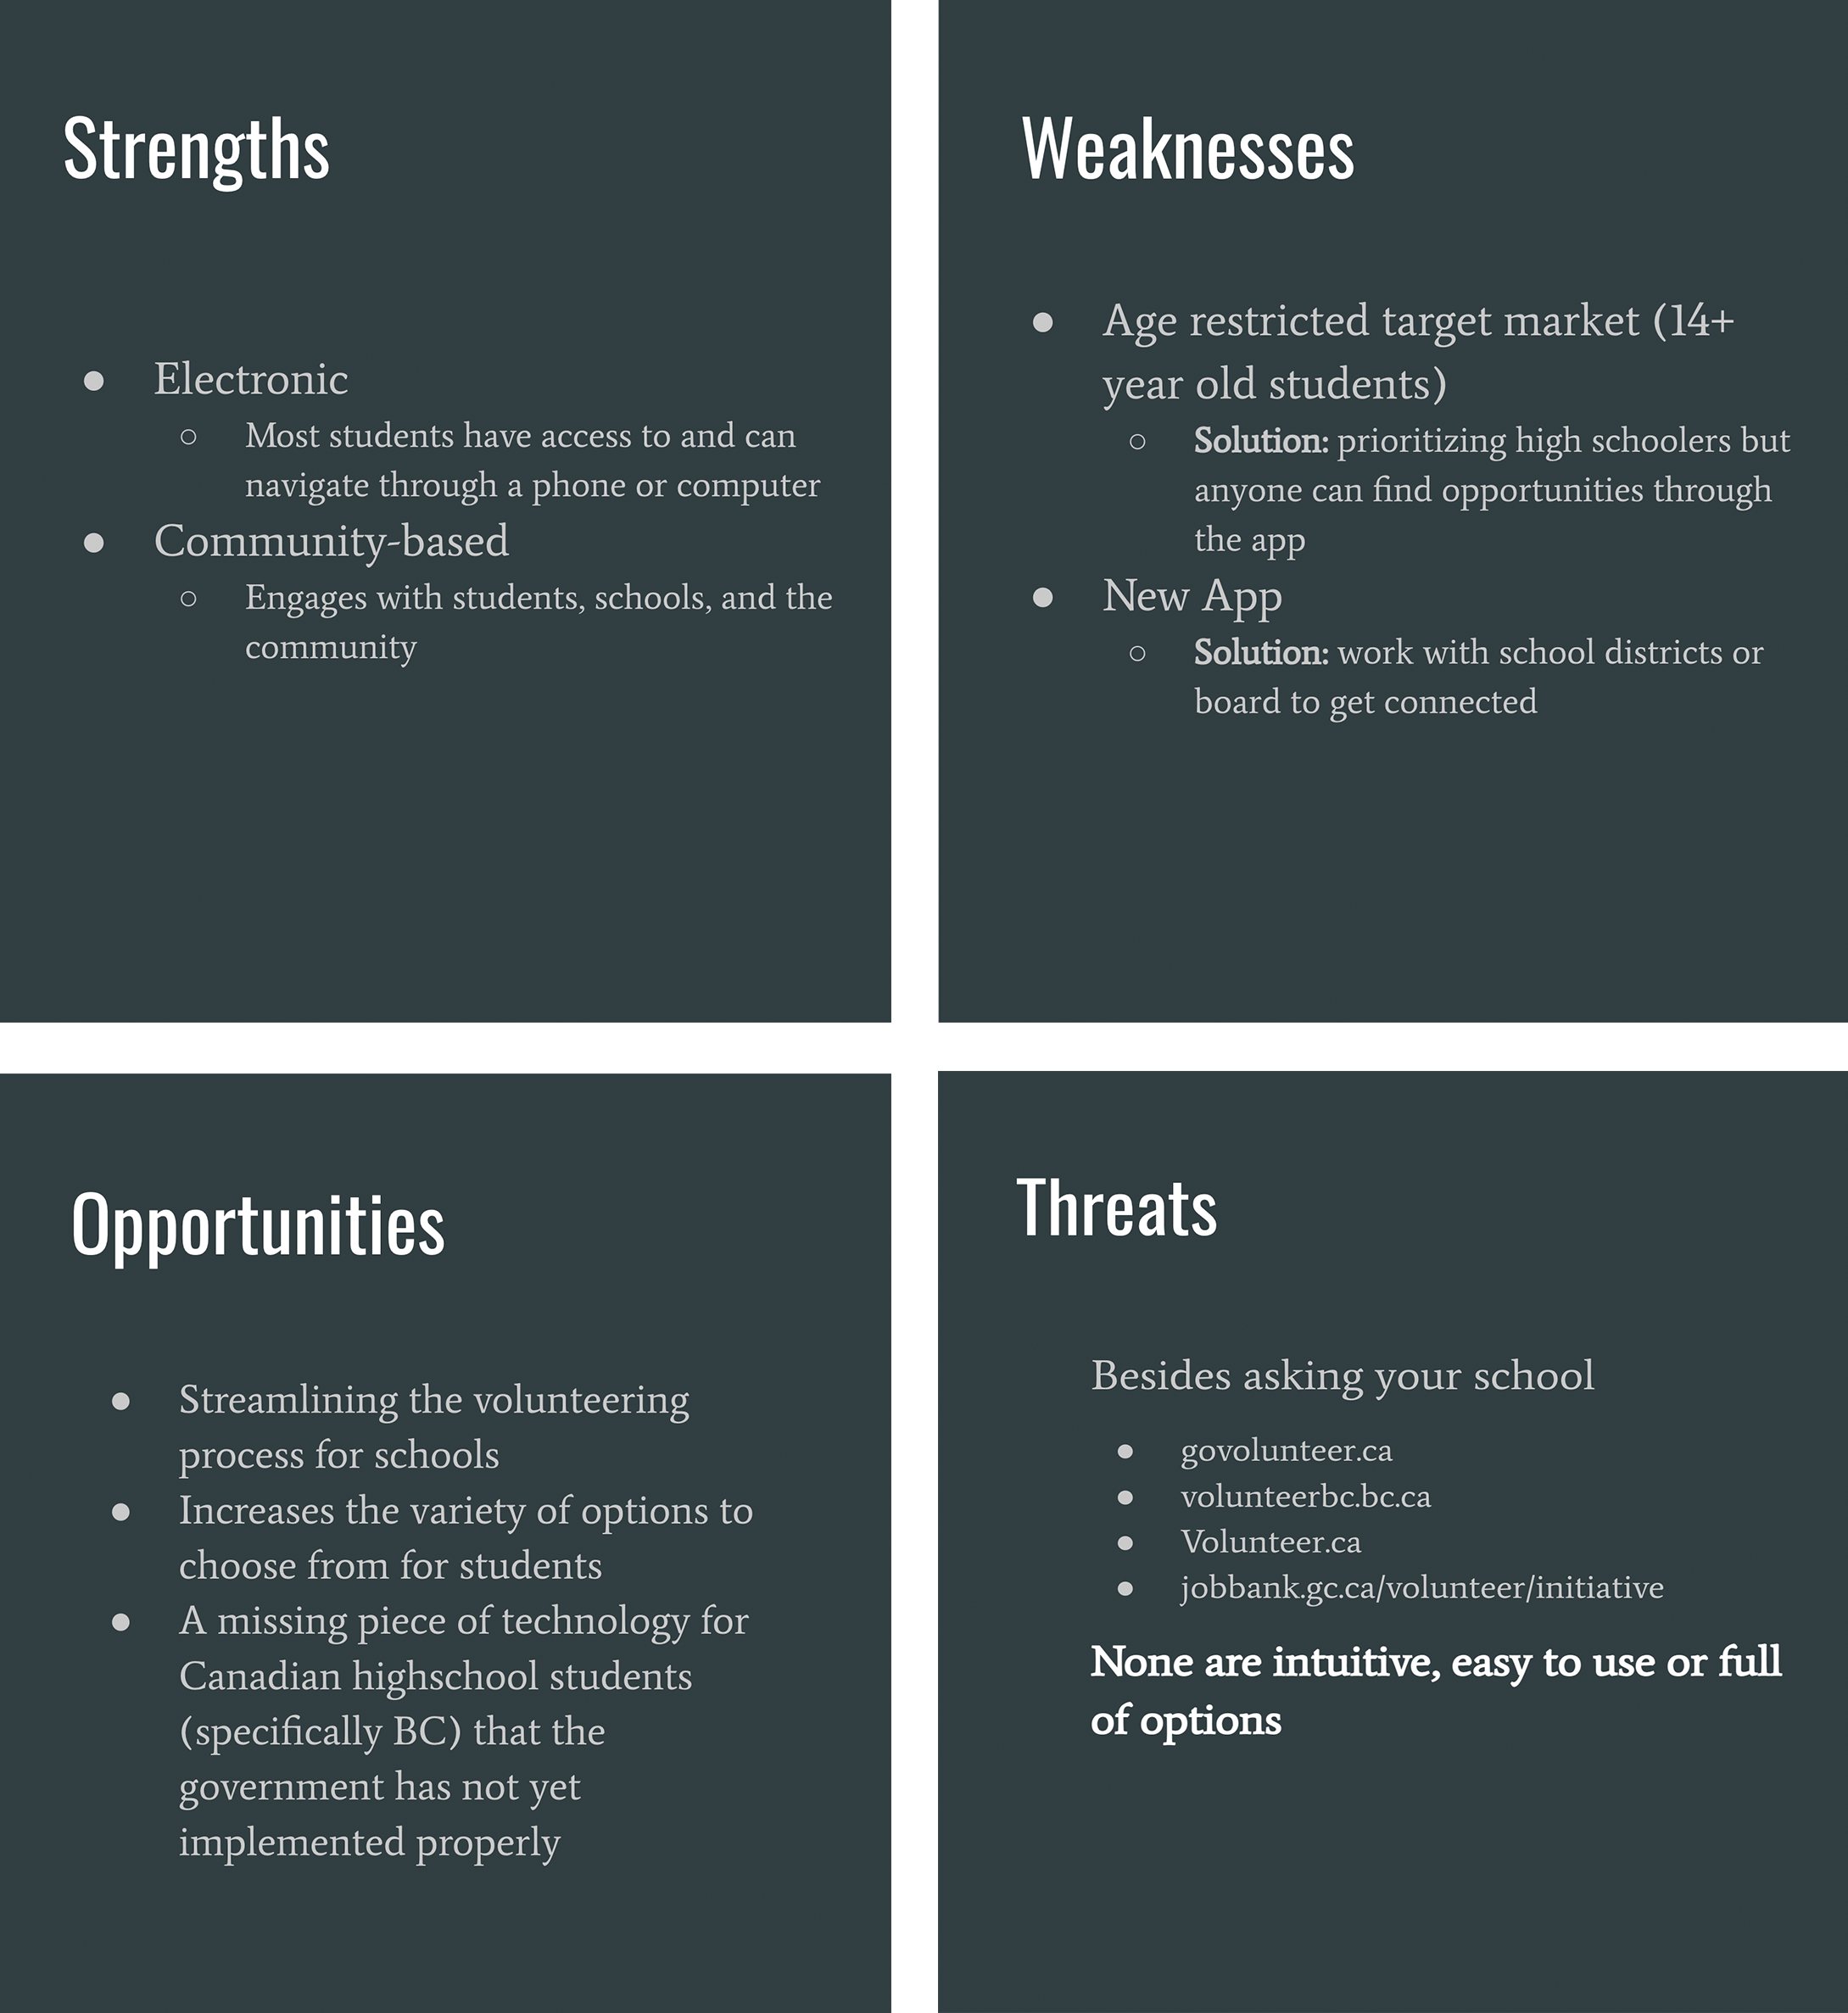 Strengths
● Electronic
○ Most students have access to and can
navigate through a phone or computer
● Community-based
○ Engages with students, schools, and the
community
Weaknesses
● Age restricted target market (14+
year old students)
○ Solution: prioritizing high schoolers but
anyone can find opportunities through
the app
● New App
○ Solution: work with school districts or
board to get connected
Opportunities
● Streamlining the volunteering
process for schools
● Increases the variety of options to
choose from for students
● A missing piece of technology for
Canadian highschool students
(specifically BC) that the
government has not yet
implemented properly
Threats
Besides asking your school
● govolunteer.ca
● volunteerbc.bc.ca
● Volunteer.ca
● jobbank.gc.ca/volunteer/initiative
None are intuitive, easy to use or full
of options